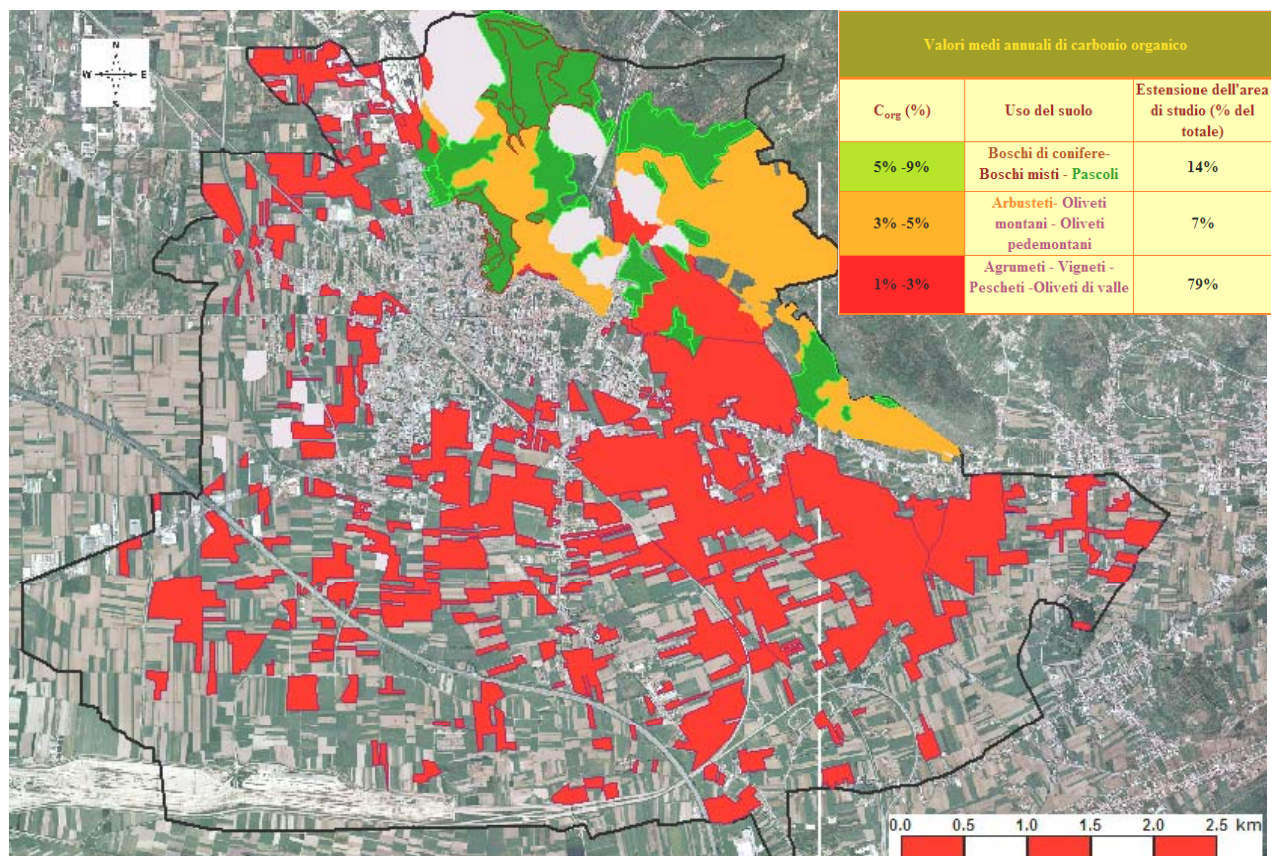 N
W E
S
Valori medi annuali di carbonio organico
Corg (%)
Uso del suolo
Estensione dell'area
di studio (% del
totale)
5% -9%
Boschi di conifere-
Boschi misti - Pascoli
14%
3% -5%
Arbusteti- Oliveti
montani - Oliveti
pedemontani
7%
1% -3%
Agrumeti - Vigneti -
Pescheti -Oliveti di valle
79%
0.0 0.5 1.0 1.5 2.0 2.5 km